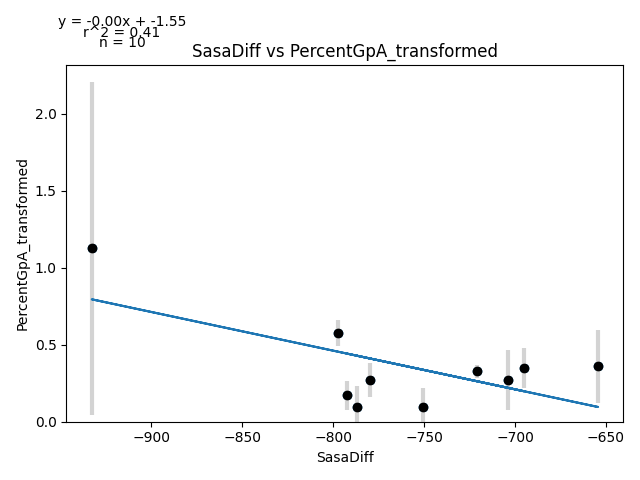 y = -0.00x + -1.55
r^2 = 0.41
n = 10
SasaDiff vs PercentGpA_transformed
PercentGpA_transformed
2.0
1.5
1.0
0.5
0.0
−900
−850
−800
−750
−700
−650
SasaDiff